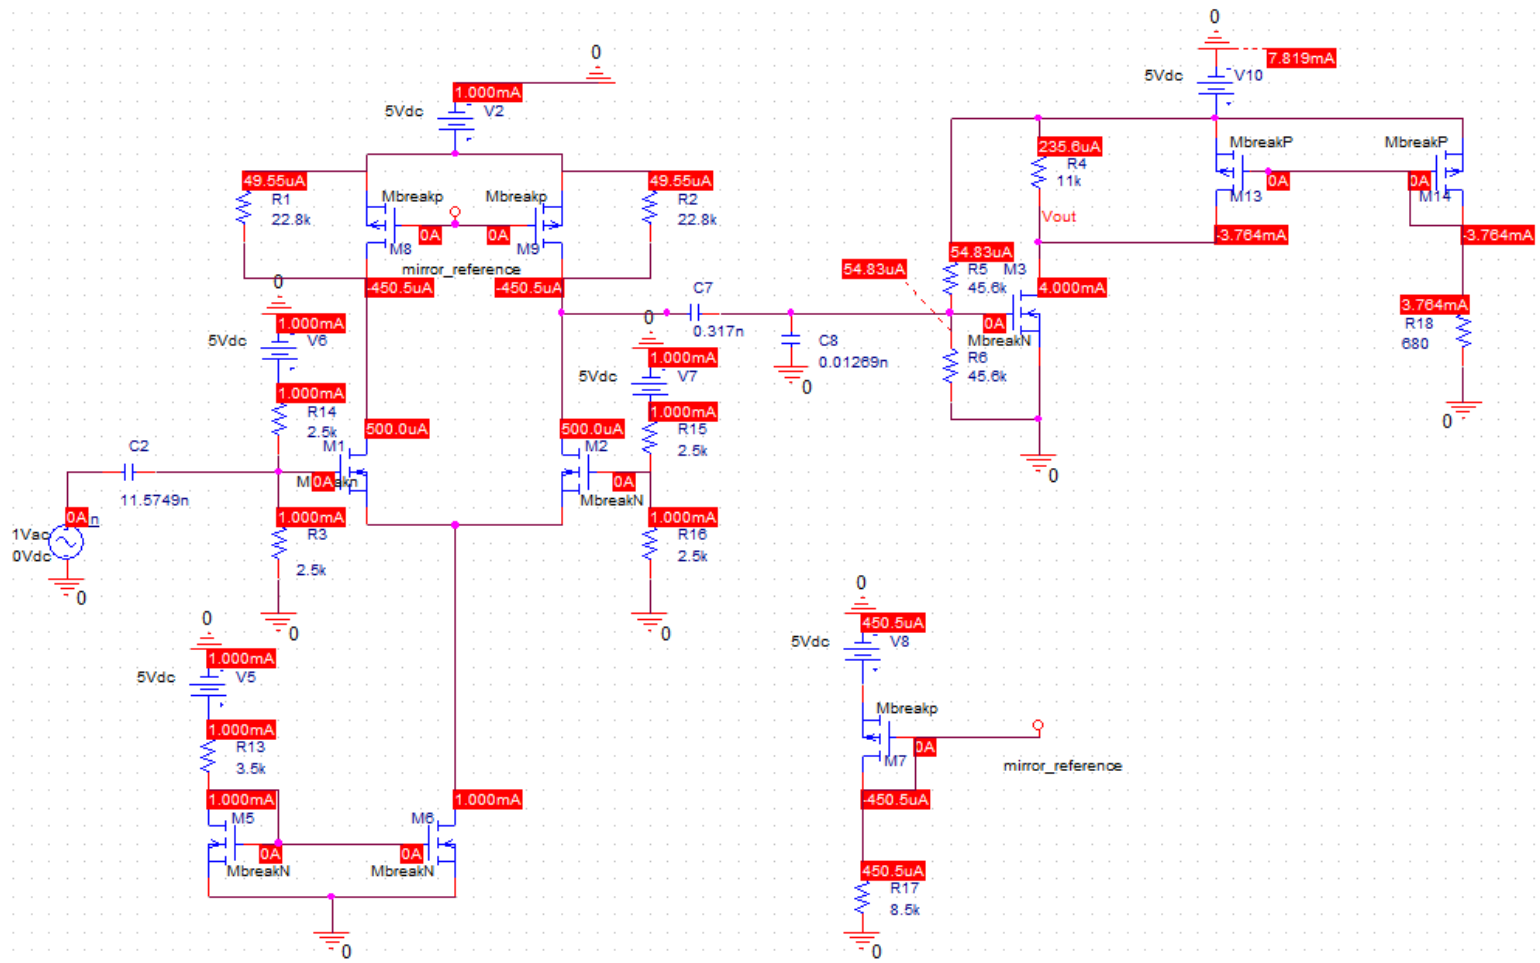 0
7.819mA
5Vdc
V10
0
1.000mA
5Vdc
V2
MbreakP
MbreakP
235.6uA
R4
11k
0A
M13
0A
M14
49.55uA
R1
22.8k
Mbreakp
Mbreakp
49.55uA
R2
22.8k
0A
0A
M8
M9
mirror_reference
Vout
-3.764mA
-3.764mA
54.83uA
54.83uA
R5
45.6k
M3
4.000mA
-450.5uA
-450.5uA
0
1.000mA
V6
5Vdc
C7
0.317n
0
1.000mA
V7
5Vdc
C8
0.01269n
0
0A
MbreakN
R6
45.6k
3.764mA
R18
680
0
0
1.000mA
R14
2.5k
1.000mA
R15
2.5k
500.0uA
500.0uA
M1
M2
C2
11.5749n
0A
0A
MbreakN
0A
1Vac
0Vdc
0
1.000mA
R3
2.5k
0
1.000mA
R16
2.5k
0
0
1.000mA
5Vdc
V5
1.000mA
R13
3.5k
1.000mA
1.000mA
M5
M6
0A
0A
MbreakN
MbreakN
0
0
450.5uA
5Vdc
V8
Mbreakp
0A
M7
mirror_reference
-450.5uA
450.5uA
R17
8.5k
0